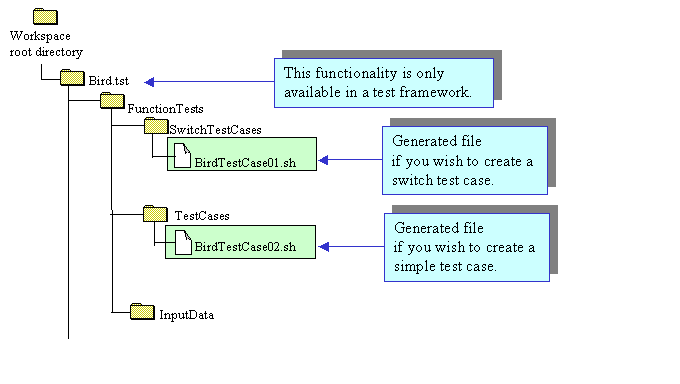 Workspace
root directory
Bird.tst
This functionality is only
available in a test framework.
FunctionTests
SwitchTestCases
BirdTestCase01.sh
Generated file
if you wish to create a
switch test case.
TestCases
BirdTestCase02.sh
Generated file
if you wish to create a
simple test case.
InputData